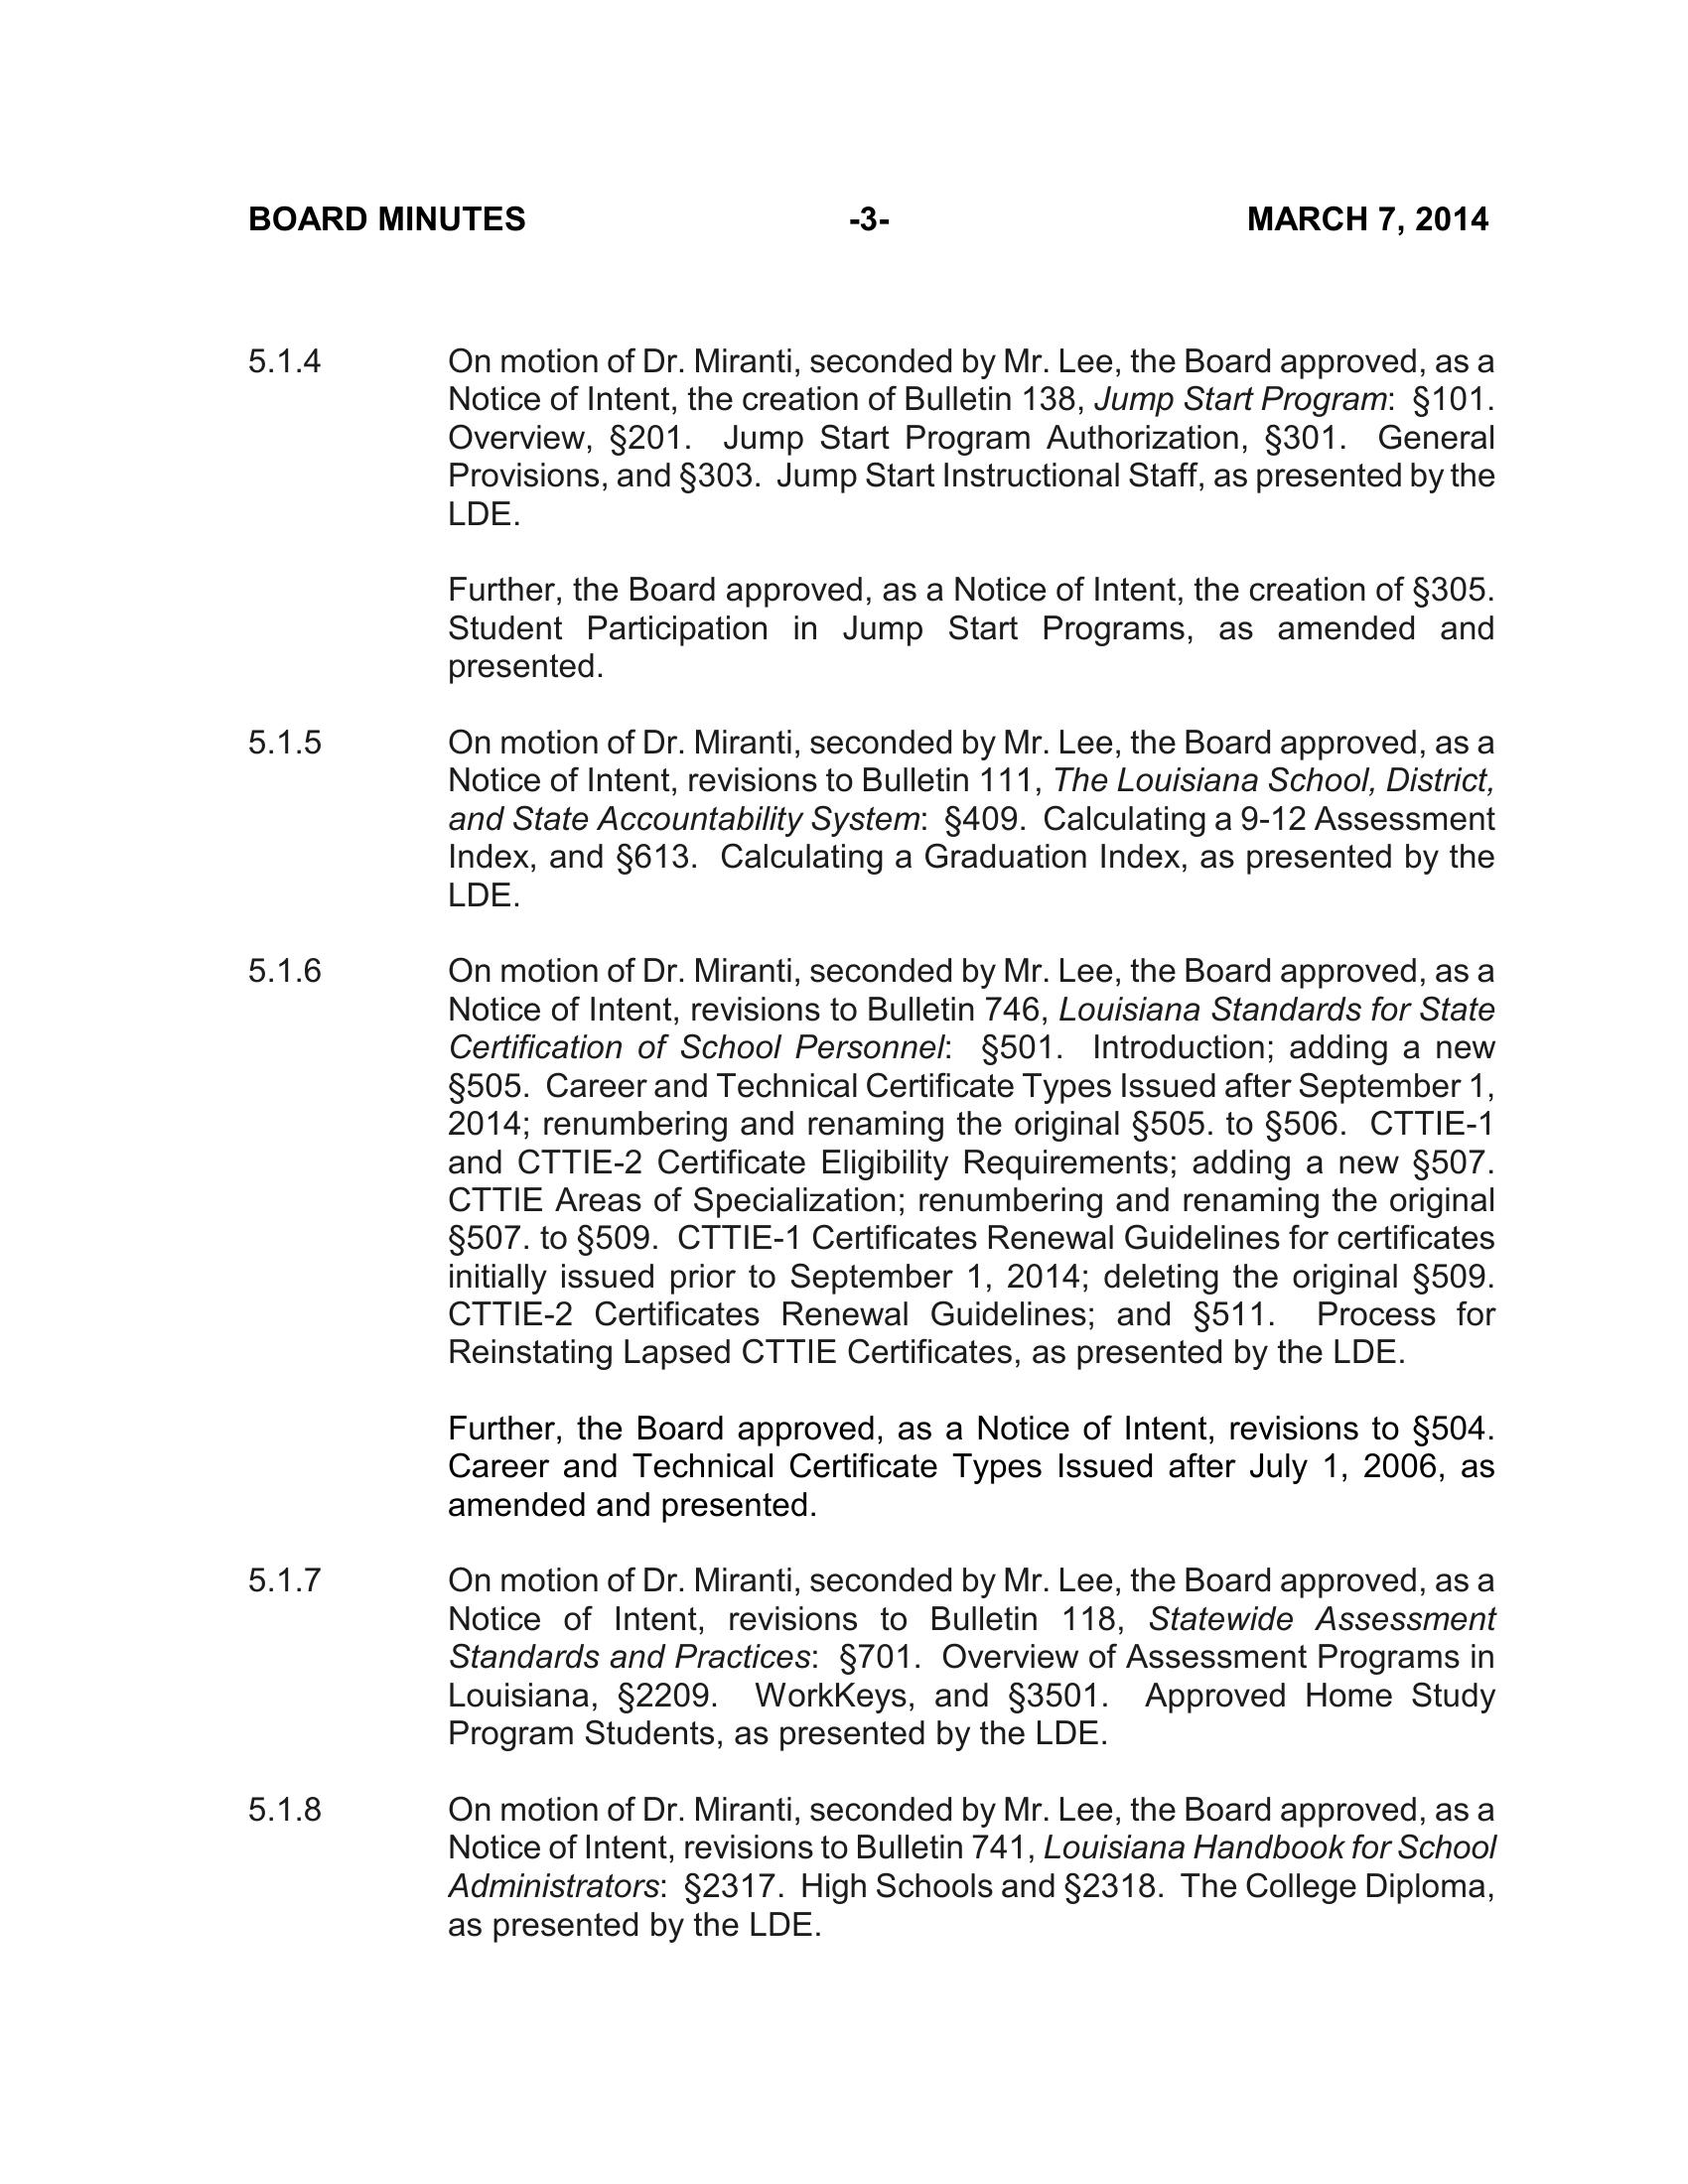 BOARD MINUTES -3- MARCH 7, 2014
5.1.4 On motion of Dr. Miranti, seconded by Mr. Lee, the Board approved, as a
Notice of Intent, the creation of Bulletin 138, Jump Start Program: §101.
Overview, §201. Jump Start Program Authorization, §301. General
Provisions, and §303. Jump Start Instructional Staff, as presented by the
LDE.
Further, the Board approved, as a Notice of Intent, the creation of §305.
Student Participation in Jump Start Programs, as amended and
presented.
5.1.5 On motion of Dr. Miranti, seconded by Mr. Lee, the Board approved, as a
Notice of Intent, revisions to Bulletin 111, The Louisiana School, District,
and State Accountability System: §409. Calculating a 9-12 Assessment
Index, and §613. Calculating a Graduation Index, as presented by the
LDE.
5.1.6 On motion of Dr. Miranti, seconded by Mr. Lee, the Board approved, as a
Notice of Intent, revisions to Bulletin 746, Louisiana Standards for State
Certification of School Personnel: §501. Introduction; adding a new
§505. Career and Technical Certificate Types Issued after September 1,
2014; renumbering and renaming the original §505. to §506. CTTIE-1
and CTTIE-2 Certificate Eligibility Requirements; adding a new §507.
CTTIE Areas of Specialization; renumbering and renaming the original
§507. to §509. CTTIE-1 Certificates Renewal Guidelines for certificates
initially issued prior to September 1, 2014; deleting the original §509.
CTTIE-2 Certificates Renewal Guidelines; and §511. Process for
Reinstating Lapsed CTTIE Certificates, as presented by the LDE.
Further, the Board approved, as a Notice of Intent, revisions to §504.
Career and Technical Certificate Types Issued after July 1, 2006, as
amended and presented.
5.1.7 On motion of Dr. Miranti, seconded by Mr. Lee, the Board approved, as a
Notice of Intent, revisions to Bulletin 118, Statewide Assessment
Standards and Practices: §701. Overview of Assessment Programs in
Louisiana, §2209. WorkKeys, and §3501. Approved Home Study
Program Students, as presented by the LDE.
5.1.8 On motion of Dr. Miranti, seconded by Mr. Lee, the Board approved, as a
Notice of Intent, revisions to Bulletin 741, Louisiana Handbook for School
Administrators: §2317. High Schools and §2318. The College Diploma,
as presented by the LDE.